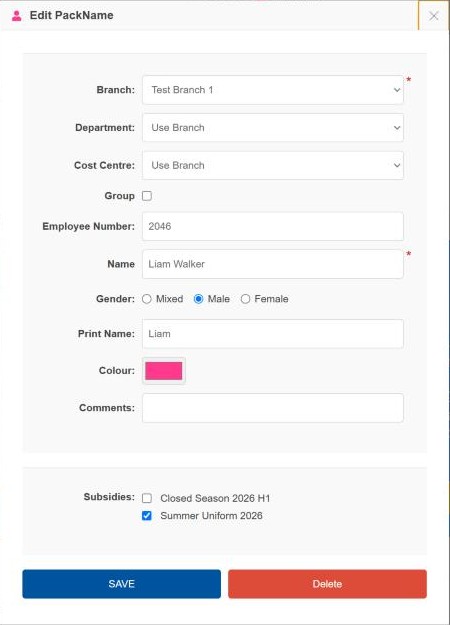 Edit PackName
Branch: Test Branch 1 *
Department: Use Branch
Cost Centre: Use Branch
Group
Employee Number: 2046
Name Liam Walker *
Gender: Mixed Male Female
Print Name: Liam
Colour:
Comments:
Subsidies: Closed Season 2026 H1
Summer Uniform 2026
SAVE Delete